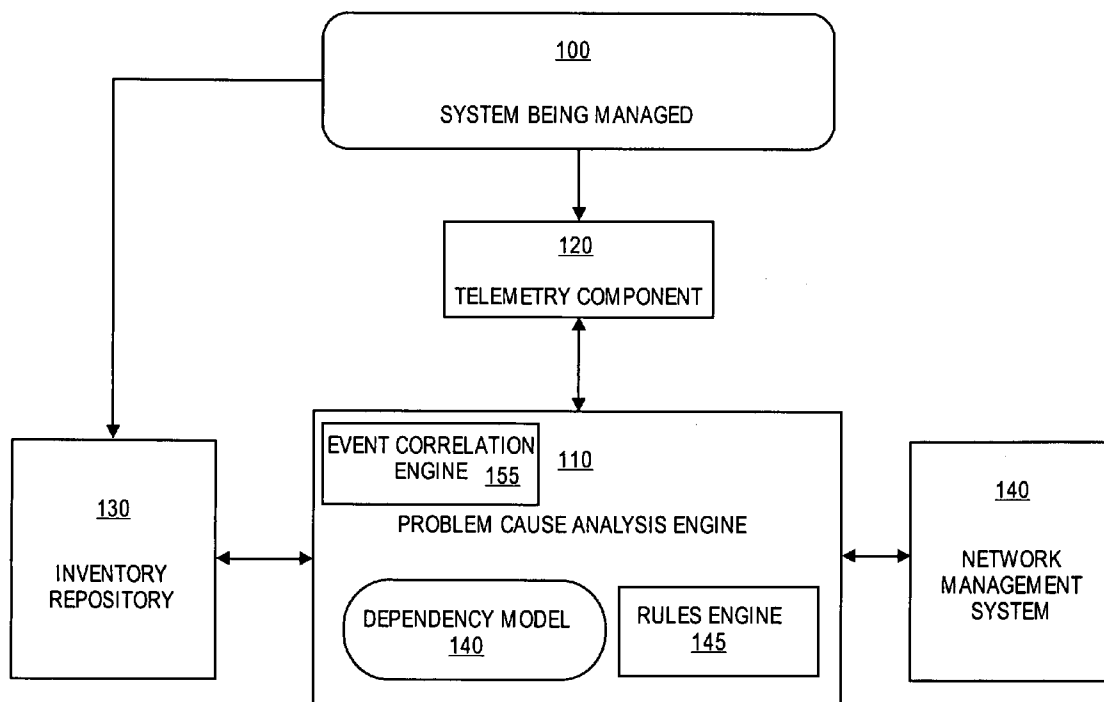 100
SYSTEM BEING MANAGED
120
TELEMETRY COMPONENT
EVENT CORRELATION
ENGINE 155
110
PROBLEM CAUSE ANALYSIS ENGINE
DEPENDENCY MODEL
140
RULES ENGINE
145
130
INVENTORY
REPOSITORY
140
NETWORK
MANAGEMENT
SYSTEM